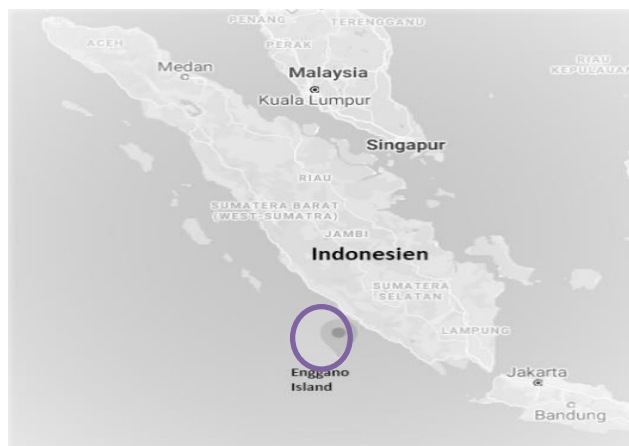 PENANG
TERENGGANU
ACEH
PERAK
RIAU
KEPULAUAN
Medan
Malaysia
Kuala Lumpur
Singapur
RIAU
SUMATERA BARAT
(WEST-SUMATRA)
JAMBI
Indonesien
SUMATERA
SELATAN
LAMPUNG
Enggano
Island
Jakarta
Bandung